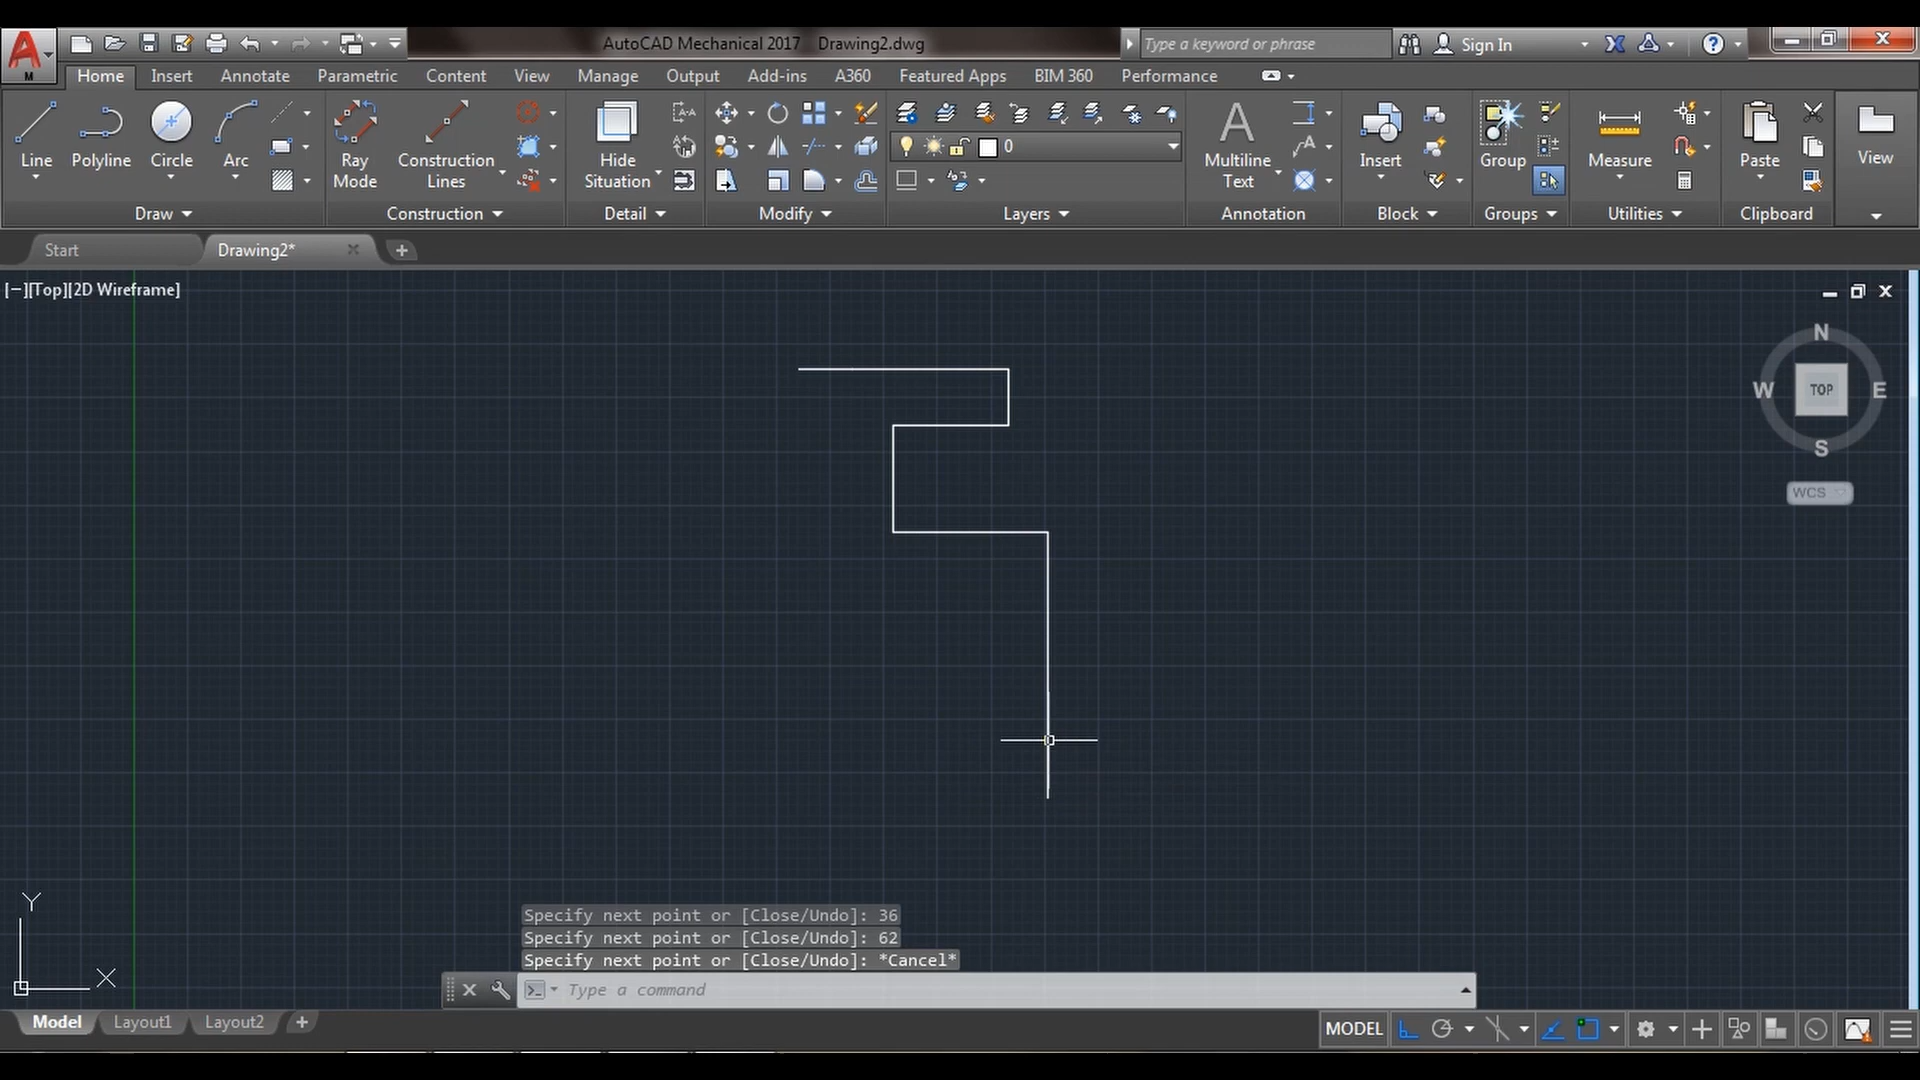 AutoCAD Mechanical 2017 Drawing2.dwg
Type a keyword or phrase
Sign In
M
Home Insert Annotate Parametric Content View Manage Output Add-ins A360 Featured Apps BIM 360 Performance
Line Polyline Circle Arc
Ray Mode
Construction Lines
Hide Situation
0
Multiline Text
Insert
Group
Measure
Paste
View
Draw Construction Detail Modify Layers Annotation Block Groups Utilities Clipboard
Start Drawing2*
[−][Top][2D Wireframe]
N
W TOP E
S
WCS
Y
X
Specify next point or [Close/Undo]: 36
Specify next point or [Close/Undo]: 62
Specify next point or [Close/Undo]: *Cancel*
Type a command
Model Layout1 Layout2
MODEL